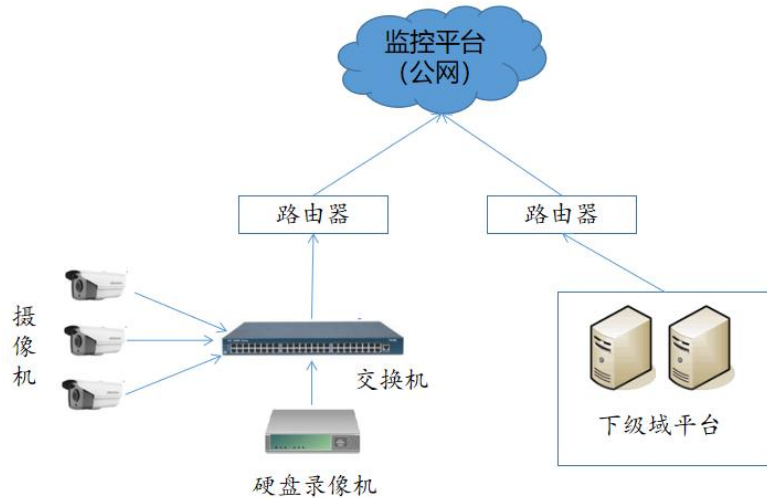 监控平台
（公网）
路由器
路由器
摄像机
交换机
硬盘录像机
下级域平台